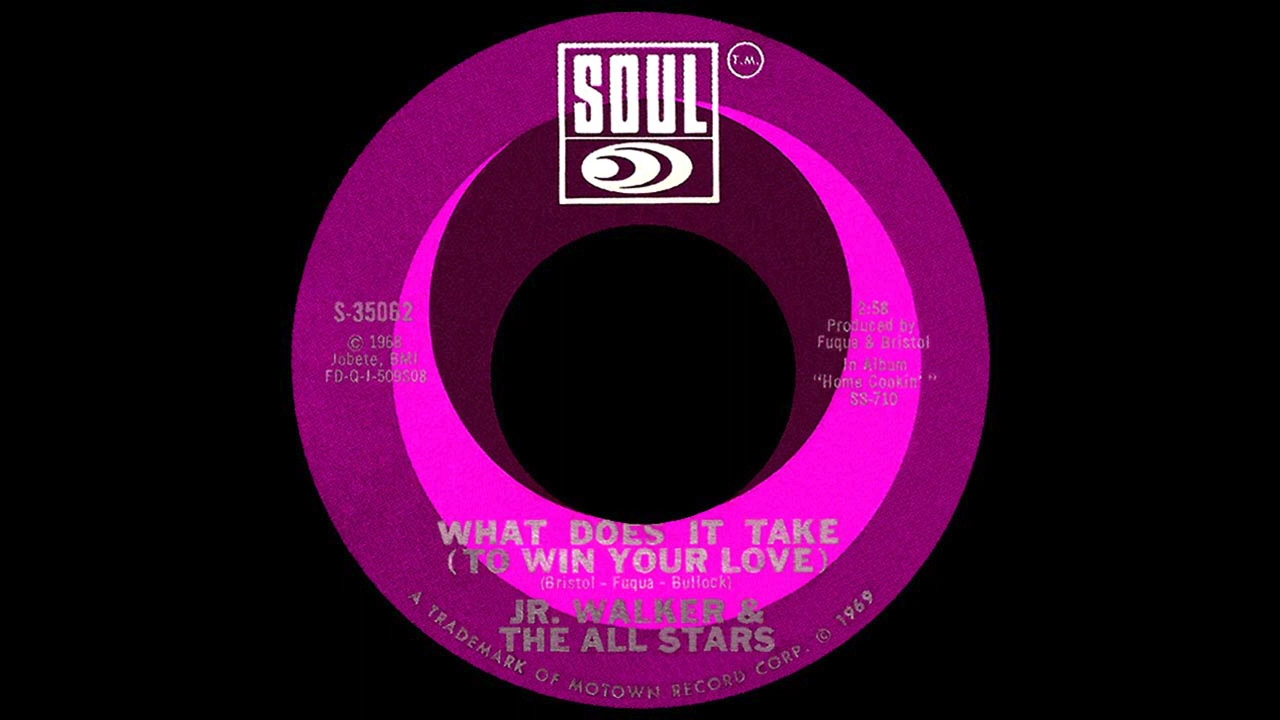 SOUL
T.M.
S-35062
© 1968
Jobete, BMI
2:58
Produced by
Fuqua & Bristol
In Album
"Home Cookin' "
SS-710
WHAT DOES IT TAKE
(TO WIN YOUR LOVE)
(Bristol - Fuqua - Bullock)
JR. WALKER &
THE ALL STARS
A TRADEMARK OF MOTOWN RECORD CORP. © 1969